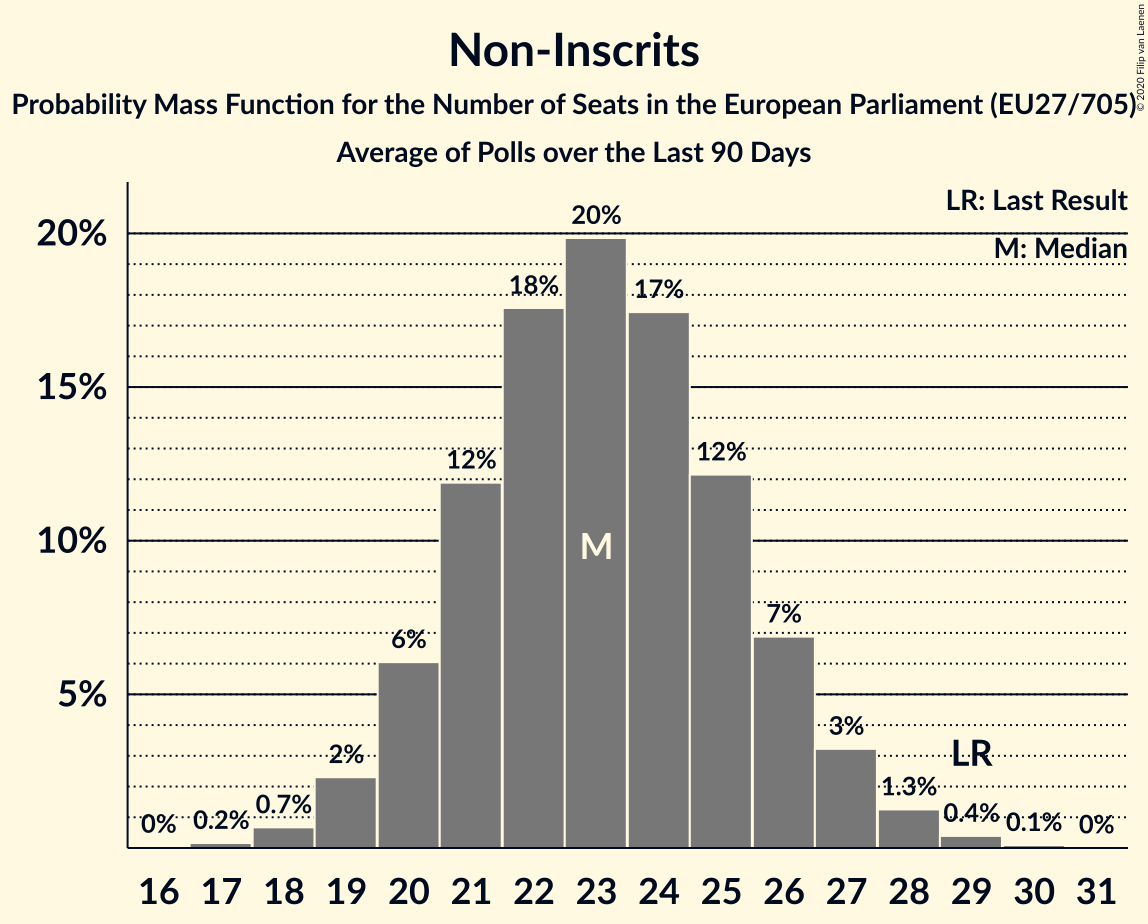 Non-Inscrits
Probability Mass Function for the Number of Seats in the European Parliament (EU27/705)
Average of Polls over the Last 90 Days
© 2020 Filip van Laenen
LR: Last Result
M: Median
20%
15%
10%
5%
0%
0.2%
0.7%
2%
6%
12%
18%
20%
17%
12%
7%
3%
1.3%
0.4%
0.1%
0%
M
LR
16 17 18 19 20 21 22 23 24 25 26 27 28 29 30 31